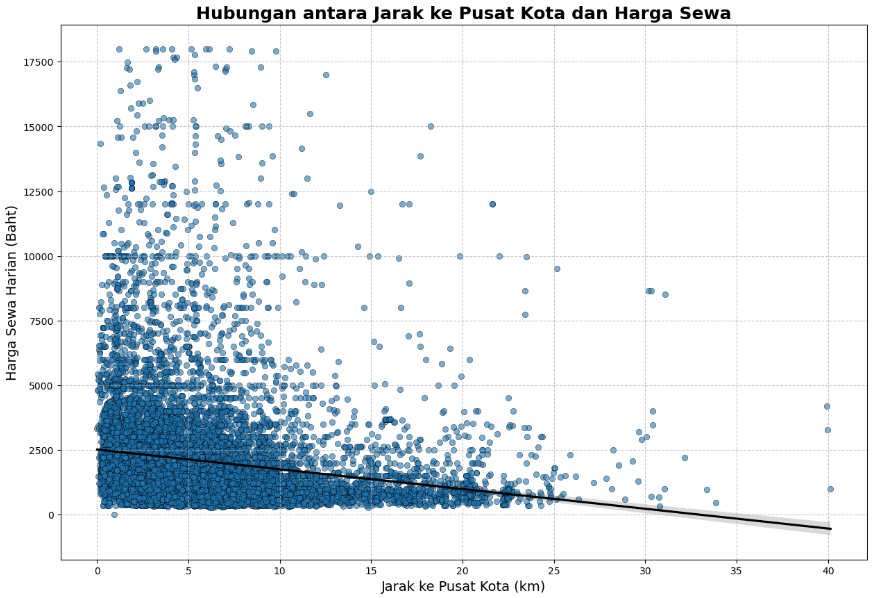 Hubungan antara Jarak ke Pusat Kota dan Harga Sewa
Harga Sewa Harian (Baht)
17500
15000
12500
10000
7500
5000
2500
0
0 5 10 15 20 25 30 35 40
Jarak ke Pusat Kota (km)